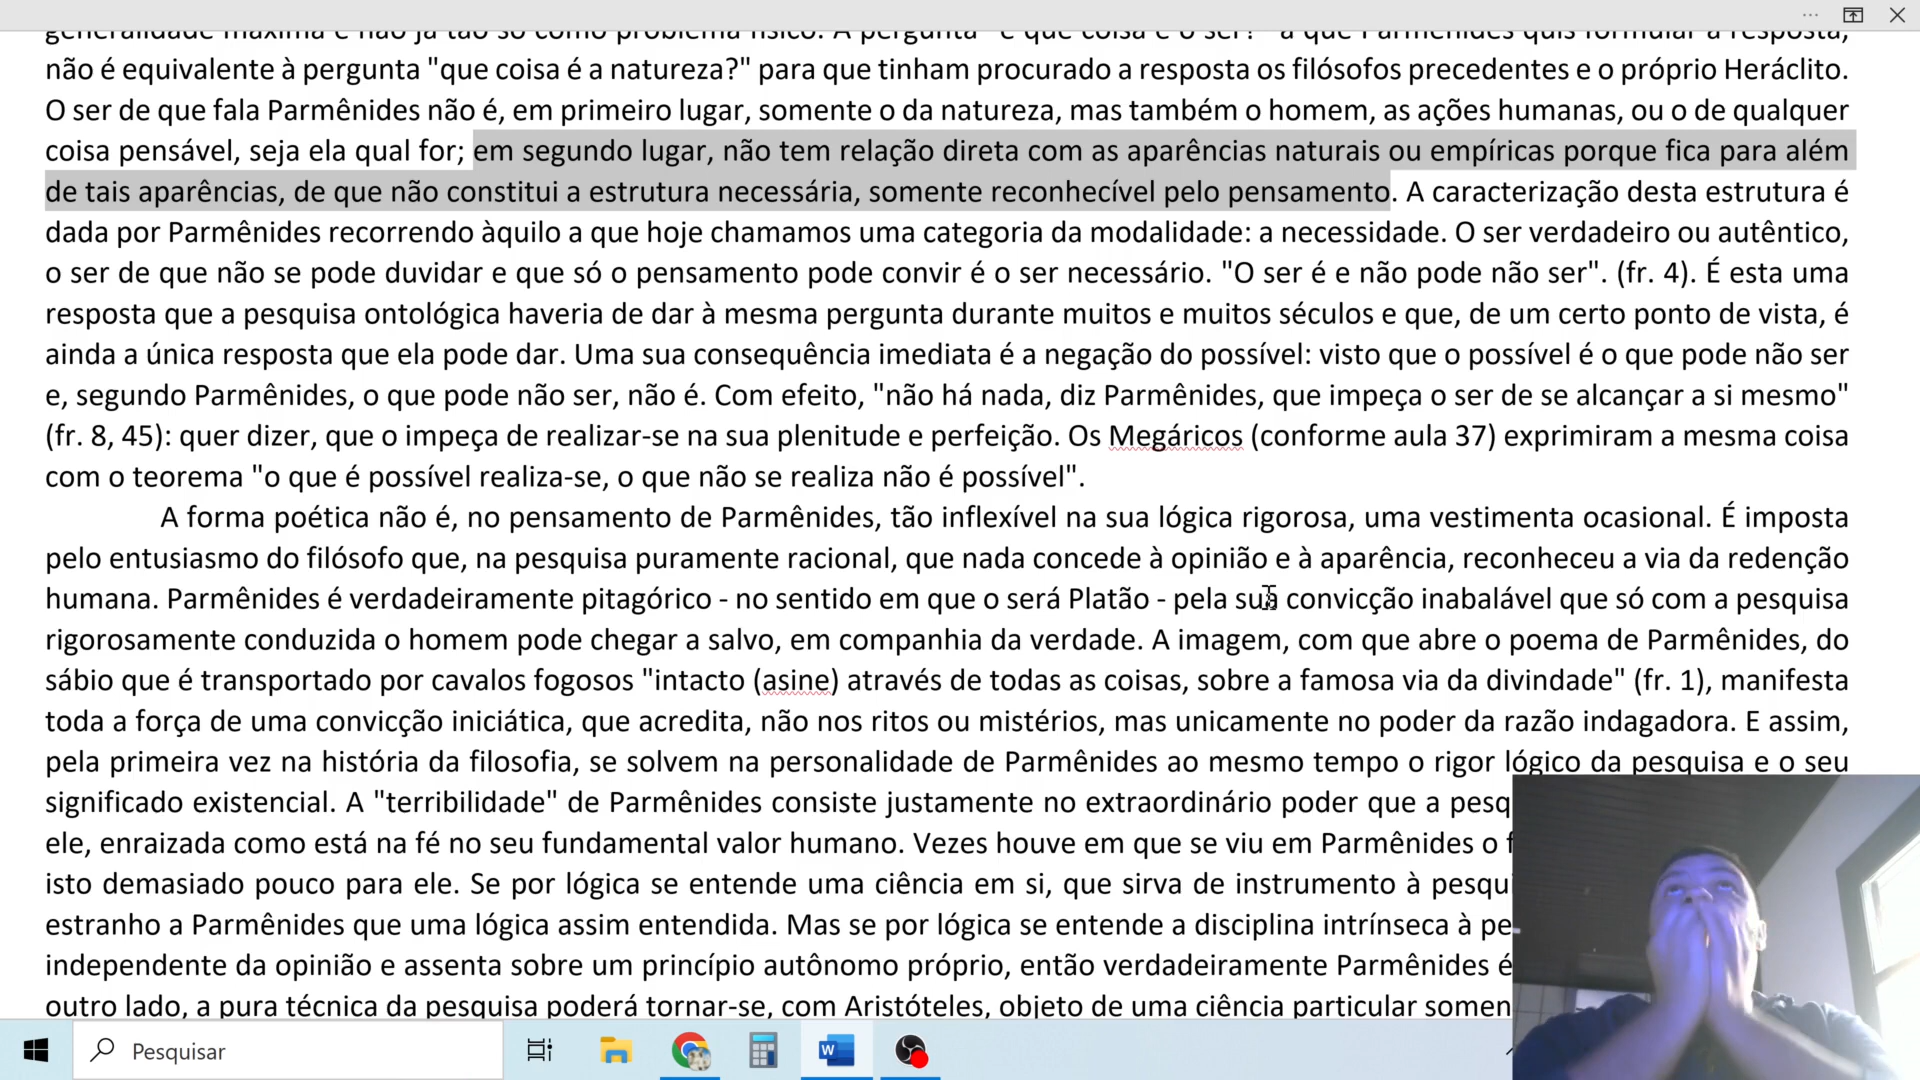 generalidade máxima e não já tão só como problema físico. A pergunta "e que coisa é o ser?" a que Parmênides quis formular a resposta,
não é equivalente à pergunta "que coisa é a natureza?" para que tinham procurado a resposta os filósofos precedentes e o próprio Heráclito.
O ser de que fala Parmênides não é, em primeiro lugar, somente o da natureza, mas também o homem, as ações humanas, ou o de qualquer
coisa pensável, seja ela qual for; em segundo lugar, não tem relação direta com as aparências naturais ou empíricas porque fica para além
de tais aparências, de que não constitui a estrutura necessária, somente reconhecível pelo pensamento. A caracterização desta estrutura é
dada por Parmênides recorrendo àquilo a que hoje chamamos uma categoria da modalidade: a necessidade. O ser verdadeiro ou autêntico,
o ser de que não se pode duvidar e que só o pensamento pode convir é o ser necessário. "O ser é e não pode não ser". (fr. 4). É esta uma
resposta que a pesquisa ontológica haveria de dar à mesma pergunta durante muitos e muitos séculos e que, de um certo ponto de vista, é
ainda a única resposta que ela pode dar. Uma sua consequência imediata é a negação do possível: visto que o possível é o que pode não ser
e, segundo Parmênides, o que pode não ser, não é. Com efeito, "não há nada, diz Parmênides, que impeça o ser de se alcançar a si mesmo"
(fr. 8, 45): quer dizer, que o impeça de realizar-se na sua plenitude e perfeição. Os Megáricos (conforme aula 37) exprimiram a mesma coisa
com o teorema "o que é possível realiza-se, o que não se realiza não é possível".
A forma poética não é, no pensamento de Parmênides, tão inflexível na sua lógica rigorosa, uma vestimenta ocasional. É imposta
pelo entusiasmo do filósofo que, na pesquisa puramente racional, que nada concede à opinião e à aparência, reconheceu a via da redenção
humana. Parmênides é verdadeiramente pitagórico - no sentido em que o será Platão - pela sua convicção inabalável que só com a pesquisa
rigorosamente conduzida o homem pode chegar a salvo, em companhia da verdade. A imagem, com que abre o poema de Parmênides, do
sábio que é transportado por cavalos fogosos "intacto (asine) através de todas as coisas, sobre a famosa via da divindade" (fr. 1), manifesta
toda a força de uma convicção iniciática, que acredita, não nos ritos ou mistérios, mas unicamente no poder da razão indagadora. E assim,
pela primeira vez na história da filosofia, se solvem na personalidade de Parmênides ao mesmo tempo o rigor lógico da pesquisa e o seu
significado existencial. A "terribilidade" de Parmênides consiste justamente no extraordinário poder que a pesq
ele, enraizada como está na fé no seu fundamental valor humano. Vezes houve em que se viu em Parmênides o f
isto demasiado pouco para ele. Se por lógica se entende uma ciência em si, que sirva de instrumento à pesqui
estranho a Parmênides que uma lógica assim entendida. Mas se por lógica se entende a disciplina intrínseca à pe
independente da opinião e assenta sobre um princípio autônomo próprio, então verdadeiramente Parmênides é
outro lado, a pura técnica da pesquisa poderá tornar-se, com Aristóteles, objeto de uma ciência particular somen
Pesquisar